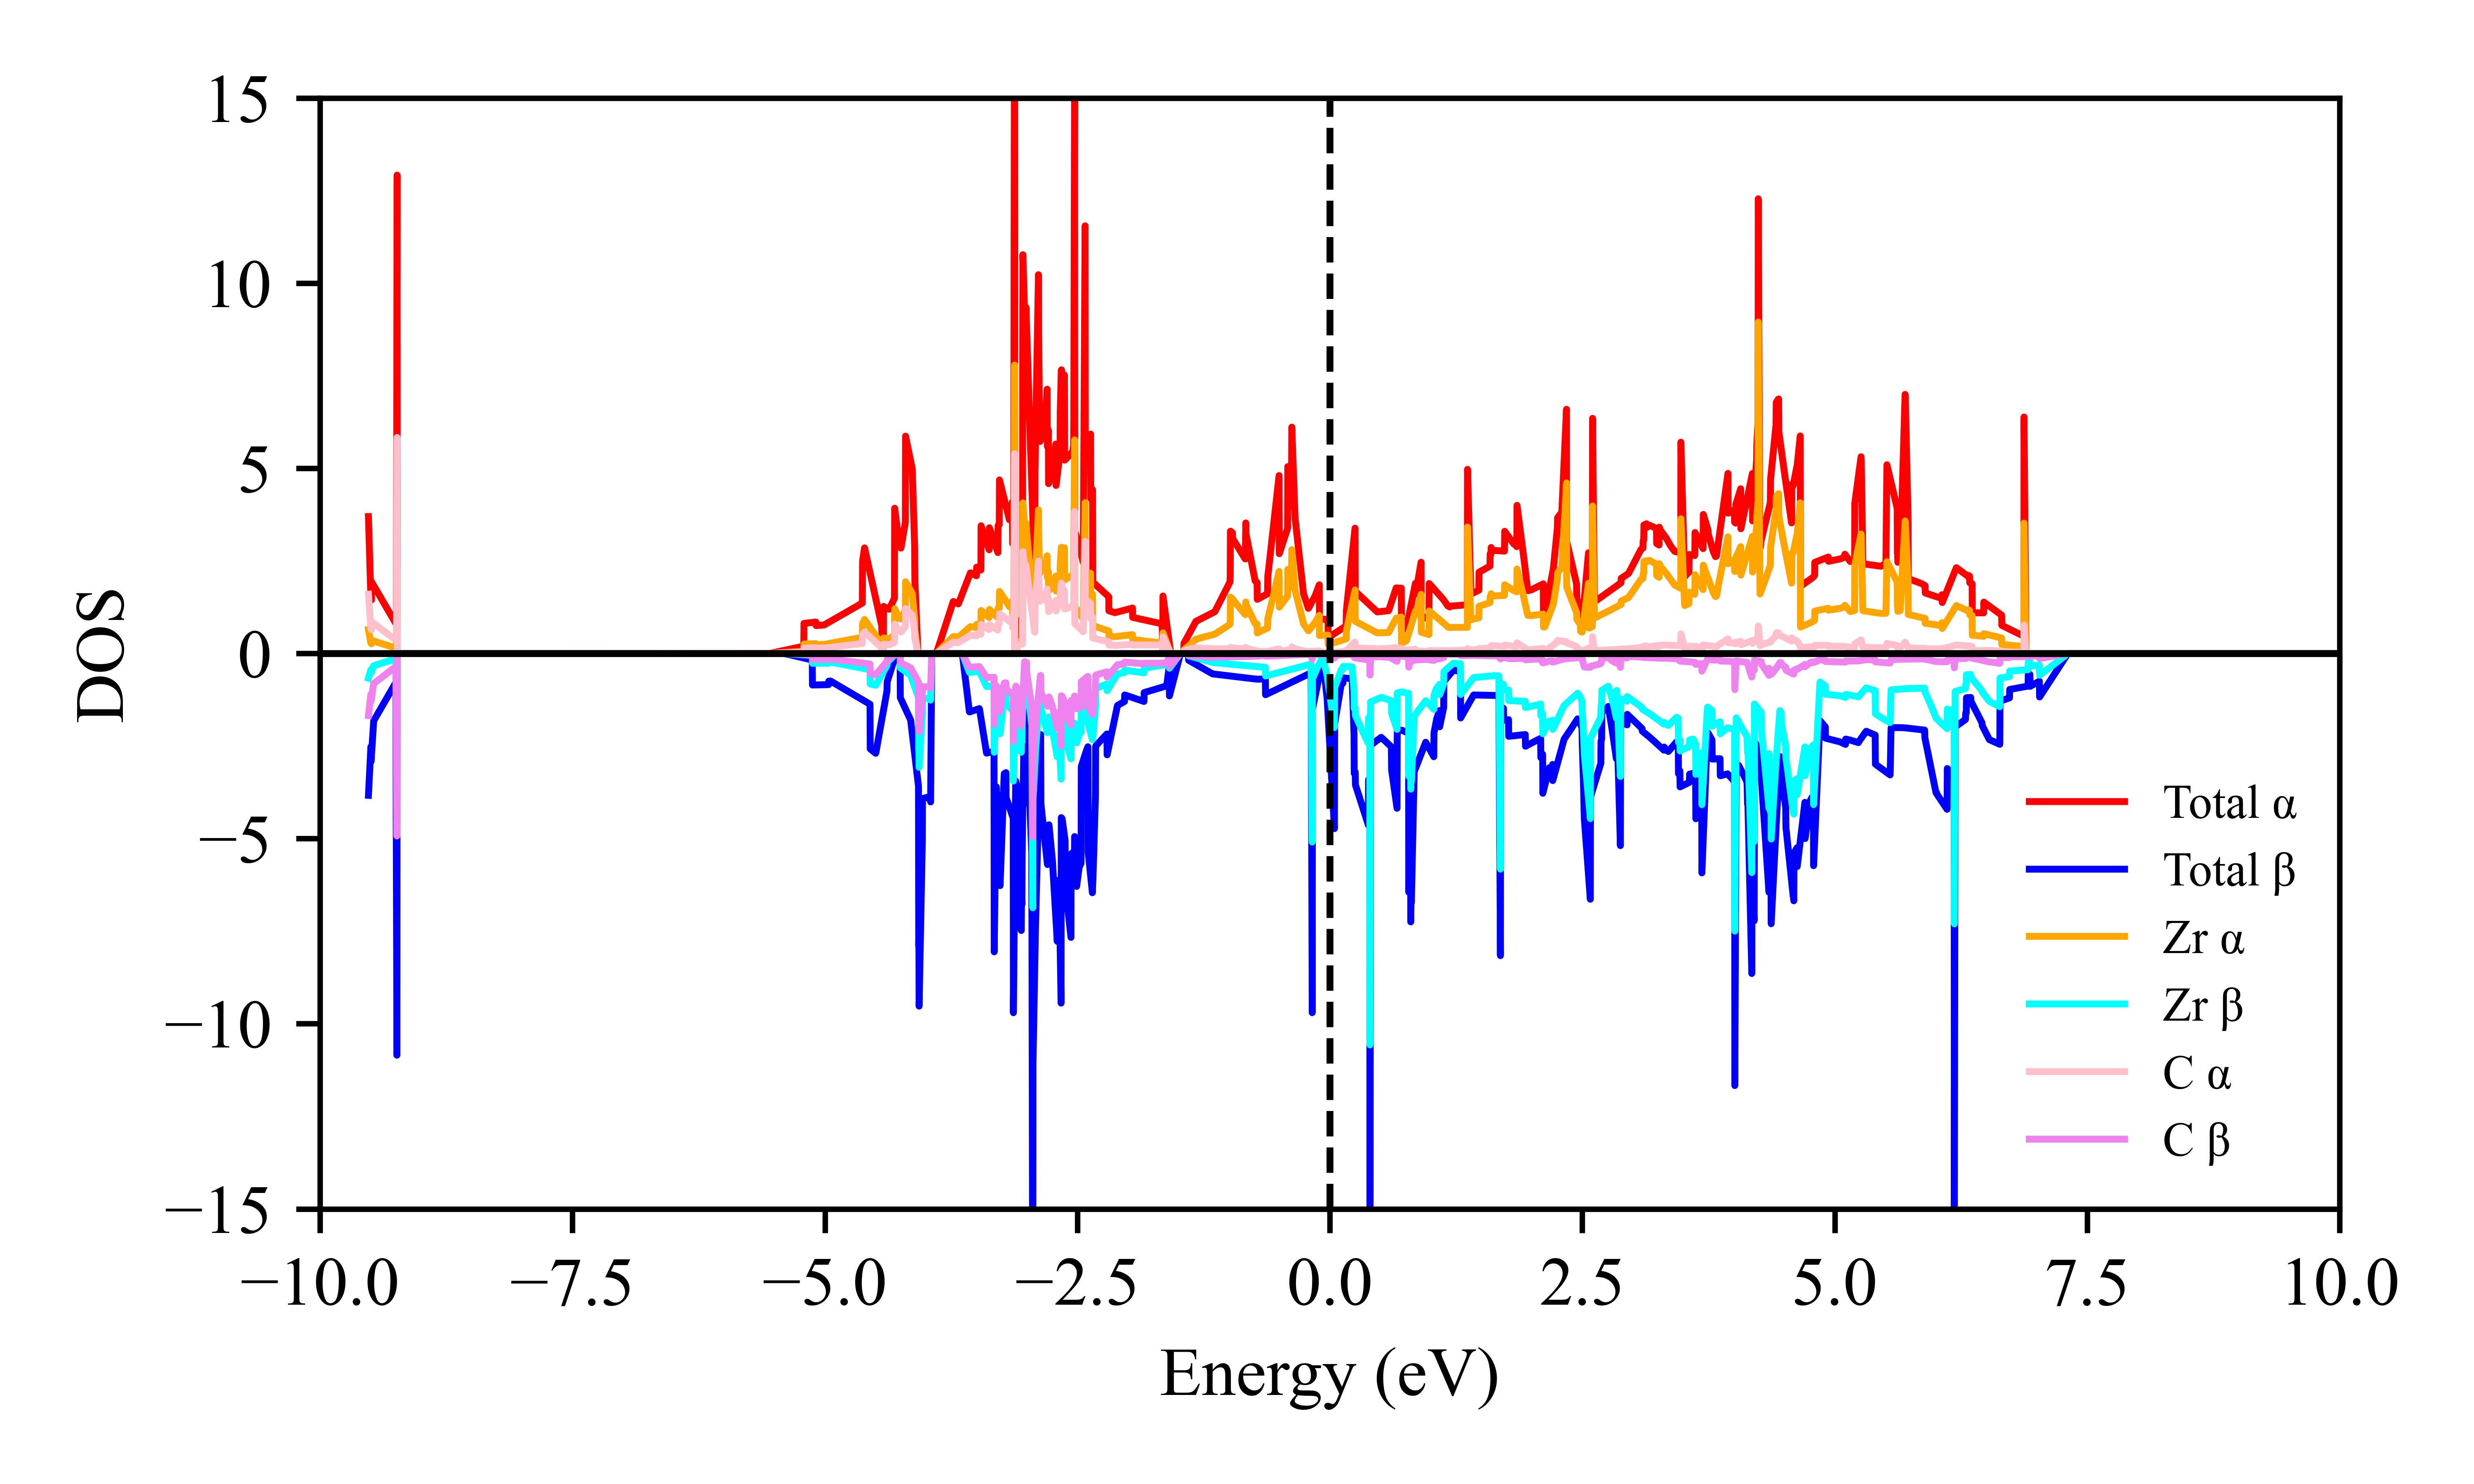 15
10
5
0
−5
−10
−15
DOS
−10.0 −7.5 −5.0 −2.5 0.0 2.5 5.0 7.5 10.0
Energy (eV)
Total α
Total β
Zr α
Zr β
C α
C β